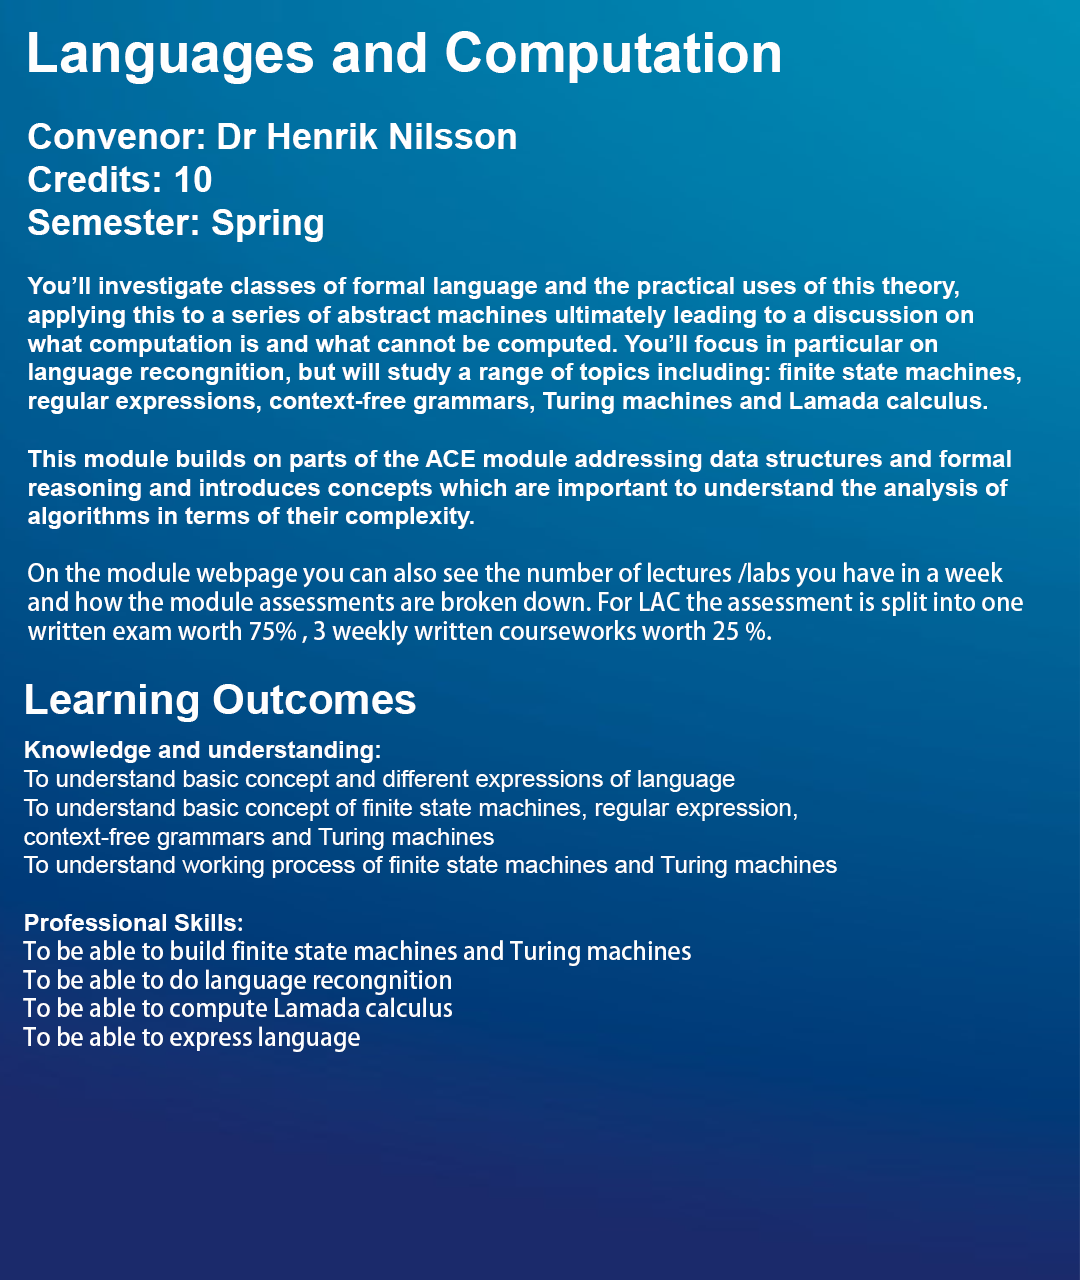 Languages and Computation
Convenor: Dr Henrik Nilsson
Credits: 10
Semester: Spring
You’ll investigate classes of formal language and the practical uses of this theory,
applying this to a series of abstract machines ultimately leading to a discussion on
what computation is and what cannot be computed. You’ll focus in particular on
language recongnition, but will study a range of topics including: finite state machines,
regular expressions, context-free grammars, Turing machines and Lamada calculus.
This module builds on parts of the ACE module addressing data structures and formal
reasoning and introduces concepts which are important to understand the analysis of
algorithms in terms of their complexity.
On the module webpage you can also see the number of lectures /labs you have in a week
and how the module assessments are broken down. For LAC the assessment is split into one
written exam worth 75% , 3 weekly written courseworks worth 25 %.
Learning Outcomes
Knowledge and understanding:
To understand basic concept and different expressions of language
To understand basic concept of finite state machines, regular expression,
context-free grammars and Turing machines
To understand working process of finite state machines and Turing machines
Professional Skills:
To be able to build finite state machines and Turing machines
To be able to do language recongnition
To be able to compute Lamada calculus
To be able to express language